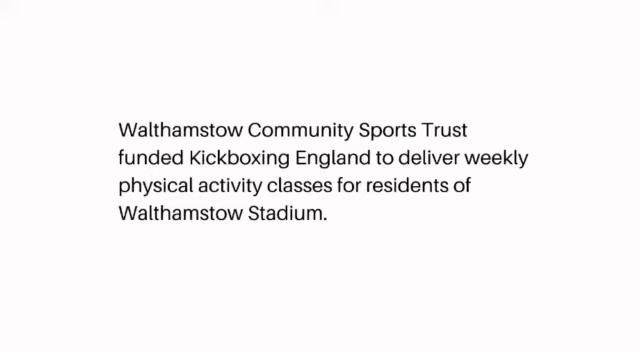 Walthamstow Community Sports Trust
funded Kickboxing England to deliver weekly
physical activity classes for residents of
Walthamstow Stadium.